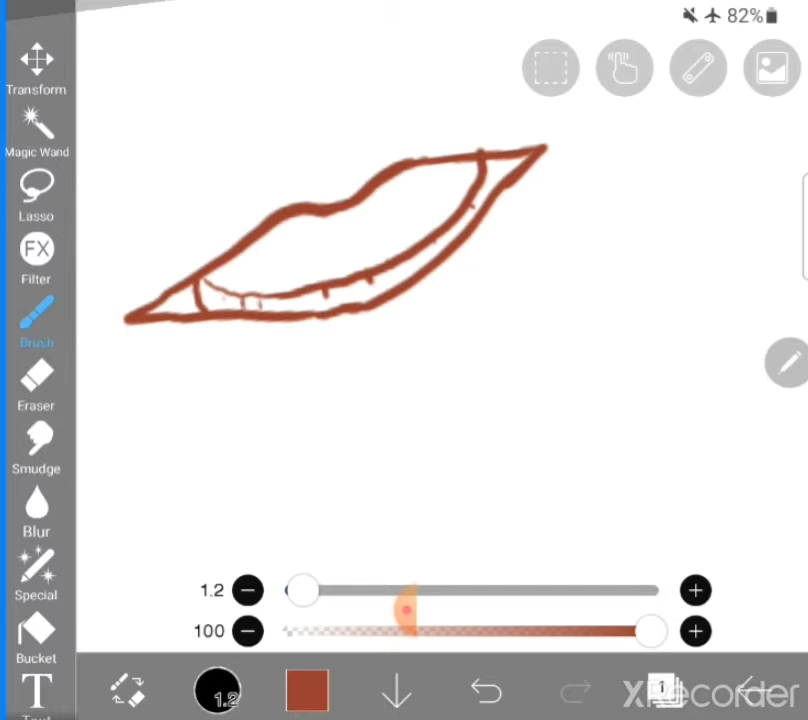 82%
Transform
Magic Wand
Lasso
FX
Filter
Brush
Eraser
Smudge
Blur
Special
Bucket
T
1.2
100
1.2
1
XRecorder